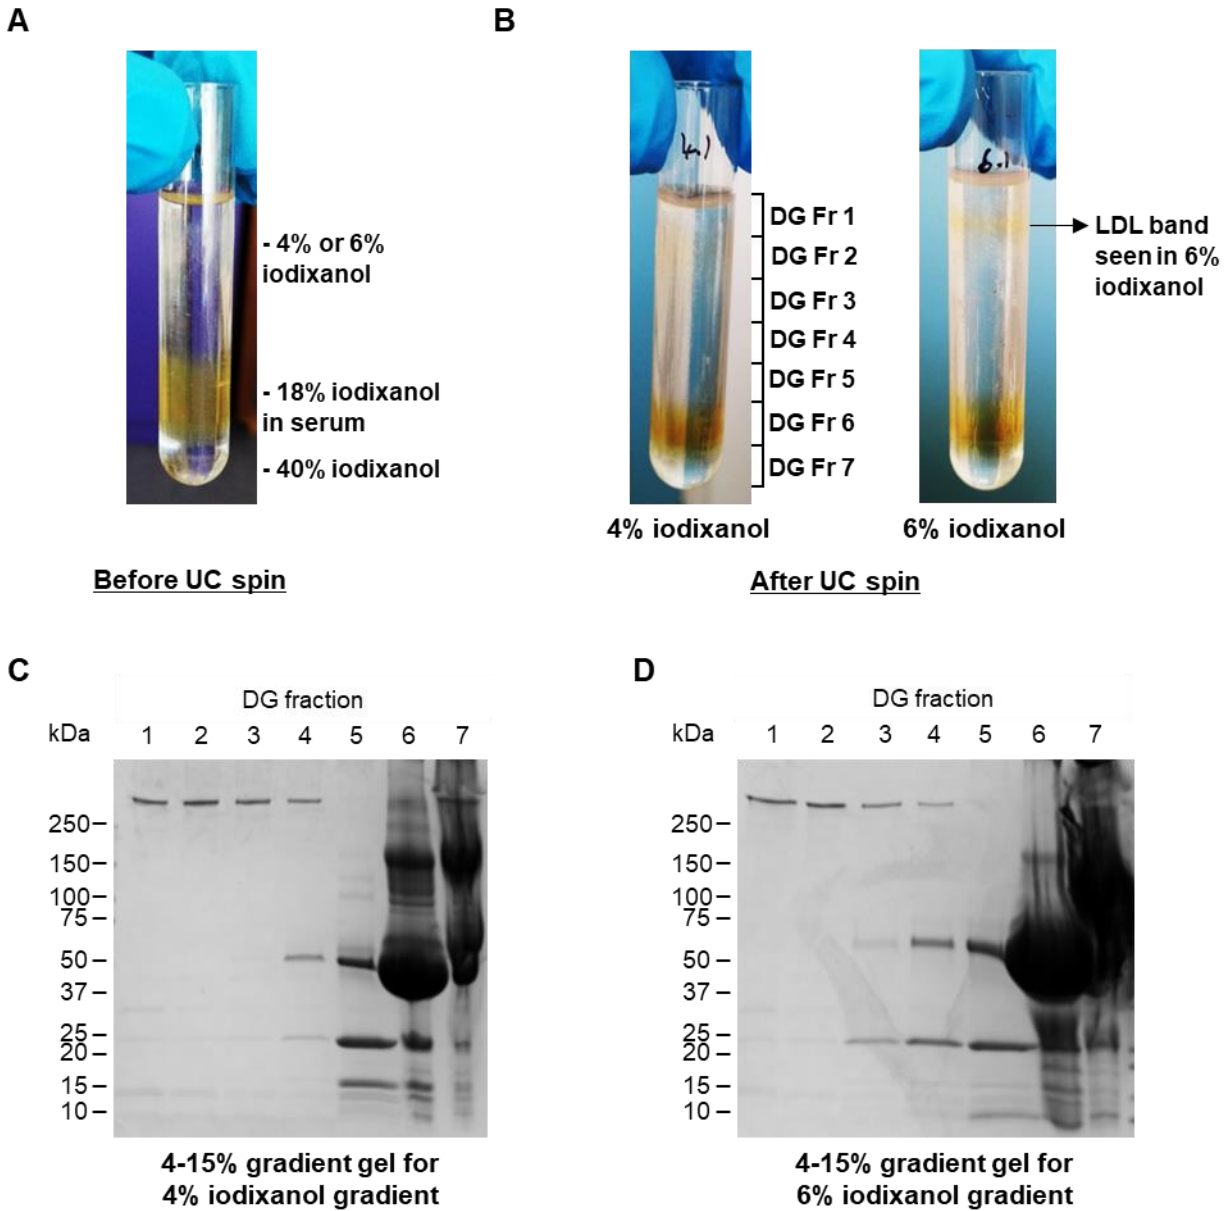 A
B
- 4% or 6%
iodixanol
- 18% iodixanol
in serum
- 40% iodixanol
4.1
DG Fr 1
DG Fr 2
DG Fr 3
DG Fr 4
DG Fr 5
DG Fr 6
DG Fr 7
6.1
LDL band
seen in 6%
iodixanol
4% iodixanol
6% iodixanol
Before UC spin
After UC spin
C
DG fraction
kDa 1 2 3 4 5 6 7
250
150
100
75
50
37
25
20
15
10
4-15% gradient gel for
4% iodixanol gradient
D
DG fraction
kDa 1 2 3 4 5 6 7
250
150
100
75
50
37
25
20
15
10
4-15% gradient gel for
6% iodixanol gradient